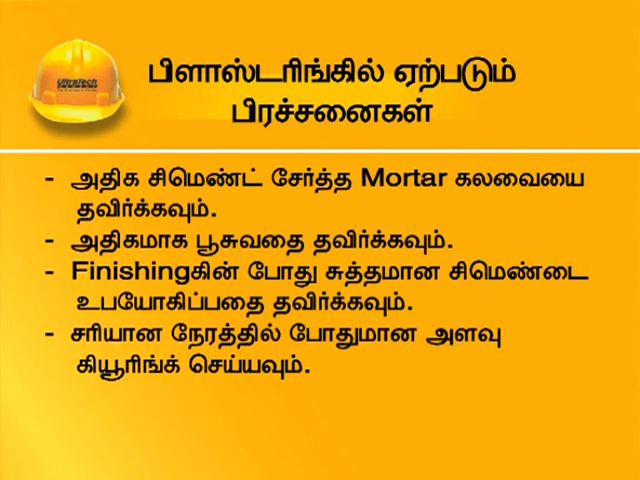 UltraTech
பிளாஸ்டரிங்கில் ஏற்படும்
பிரச்சனைகள்
- அதிக சிமெண்ட் சேர்த்த Mortar கலவையை
தவிர்க்கவும்.
- அதிகமாக பூசுவதை தவிர்க்கவும்.
- Finishingகின் போது சுத்தமான சிமெண்டை
உபயோகிப்பதை தவிர்க்கவும்.
- சரியான நேரத்தில் போதுமான அளவு
கியூரிங்க் செய்யவும்.